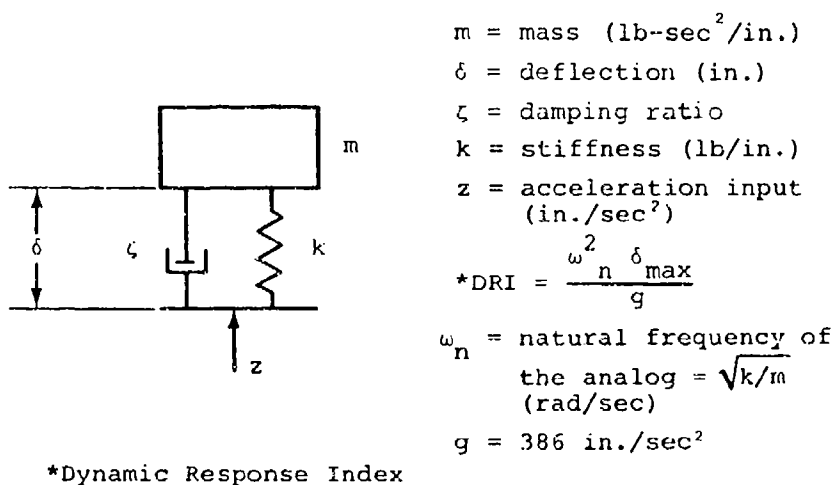 m = mass (lb-sec²/in.)
δ = deflection (in.)
ζ = damping ratio
k = stiffness (lb/in.)
z = acceleration input
(in./sec²)
*DRI = ω²n δmax / g
ωn = natural frequency of
the analog = √k/m
(rad/sec)
g = 386 in./sec²
m
δ
ζ
k
z
*Dynamic Response Index